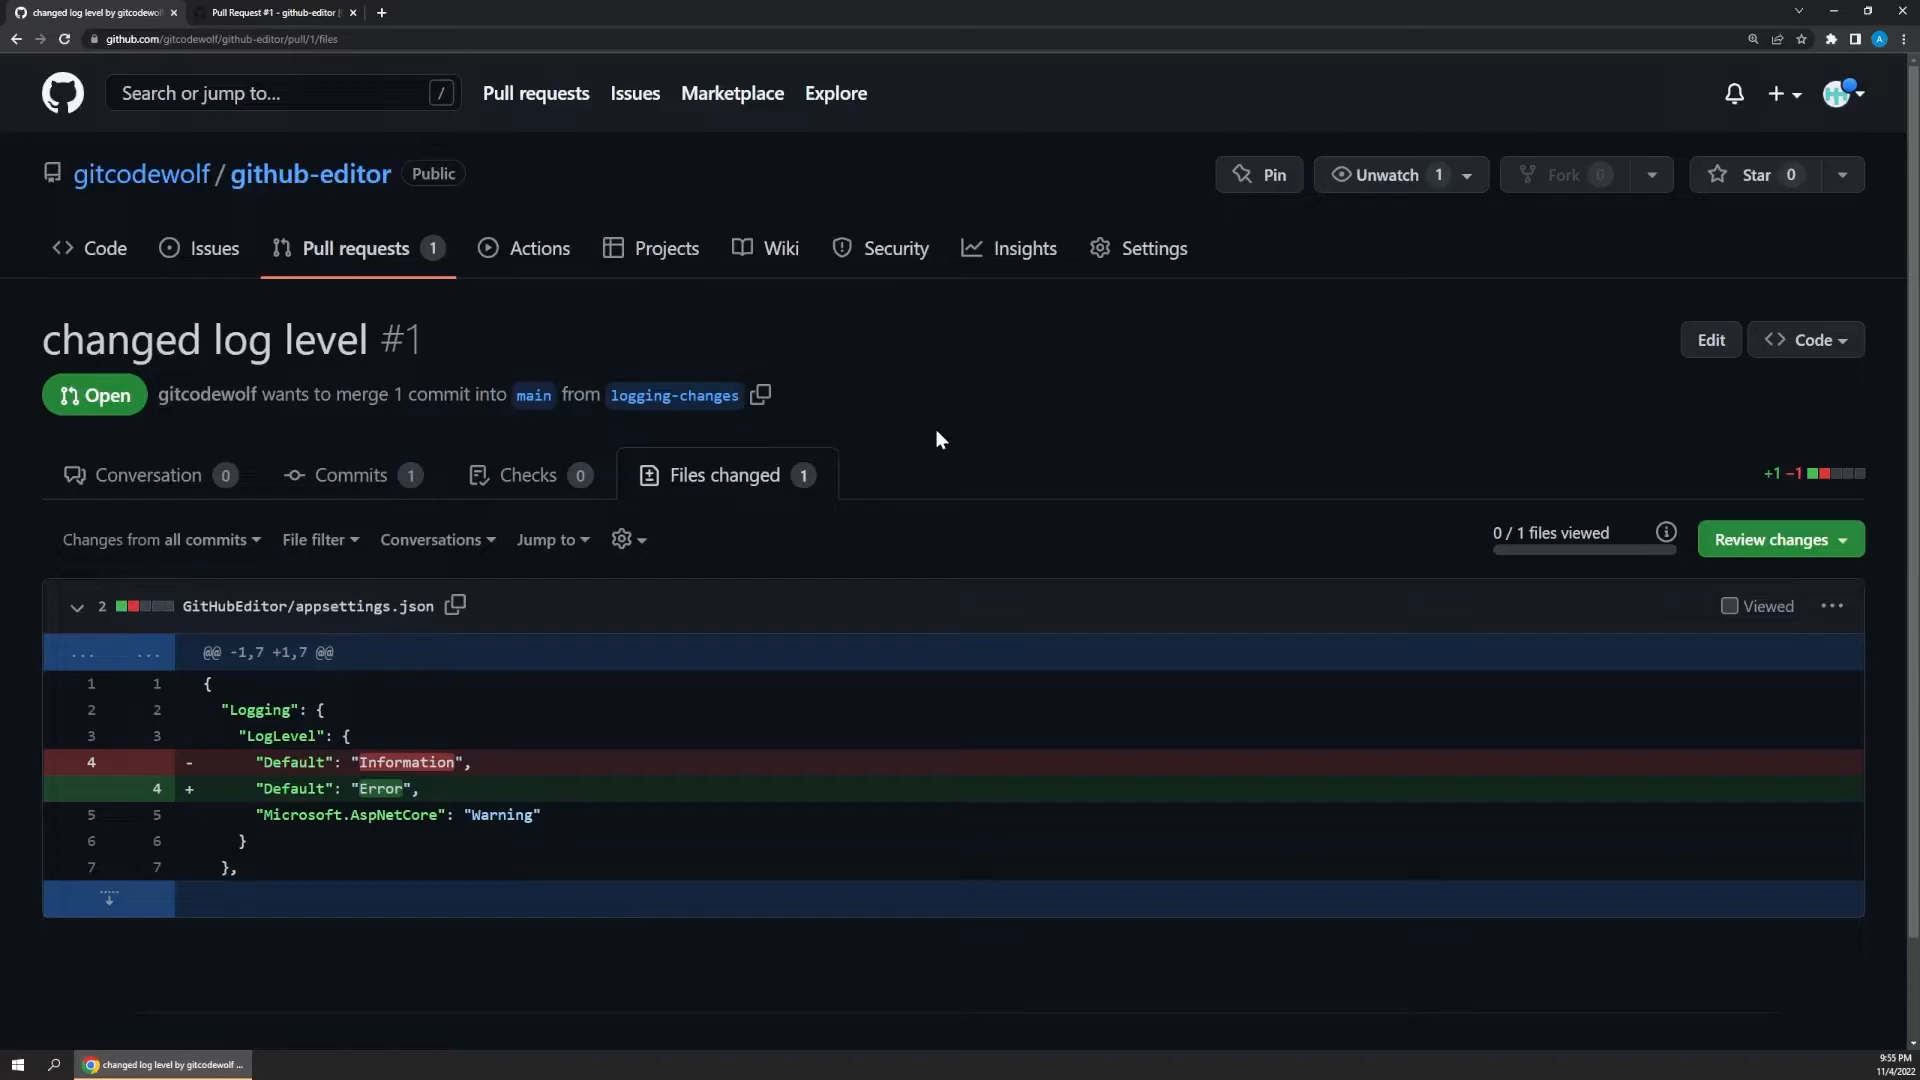 changed log level by gitcodewol
Pull Request #1 - github-editor
github.com/gitcodewolf/github-editor/pull/1/files
A
Search or jump to...
/
Pull requests
Issues
Marketplace
Explore
gitcodewolf / github-editor
Public
Pin
Unwatch 1
Fork 0
Star 0
Code
Issues
Pull requests 1
Actions
Projects
Wiki
Security
Insights
Settings
changed log level #1
Edit
Code
Open
gitcodewolf wants to merge 1 commit into main from logging-changes
Conversation 0
Commits 1
Checks 0
Files changed 1
+1 −1
Changes from all commits
File filter
Conversations
Jump to
0 / 1 files viewed
Review changes
2 GitHubEditor/appsettings.json
Viewed
... ... @@ -1,7 +1,7 @@
1 1 {
2 2 "Logging": {
3 3 "LogLevel": {
4 - "Default": "Information",
4 + "Default": "Error",
5 5 "Microsoft.AspNetCore": "Warning"
6 6 }
7 7 },
changed log level by gitcodewolf ...
9:55 PM
11/4/2022